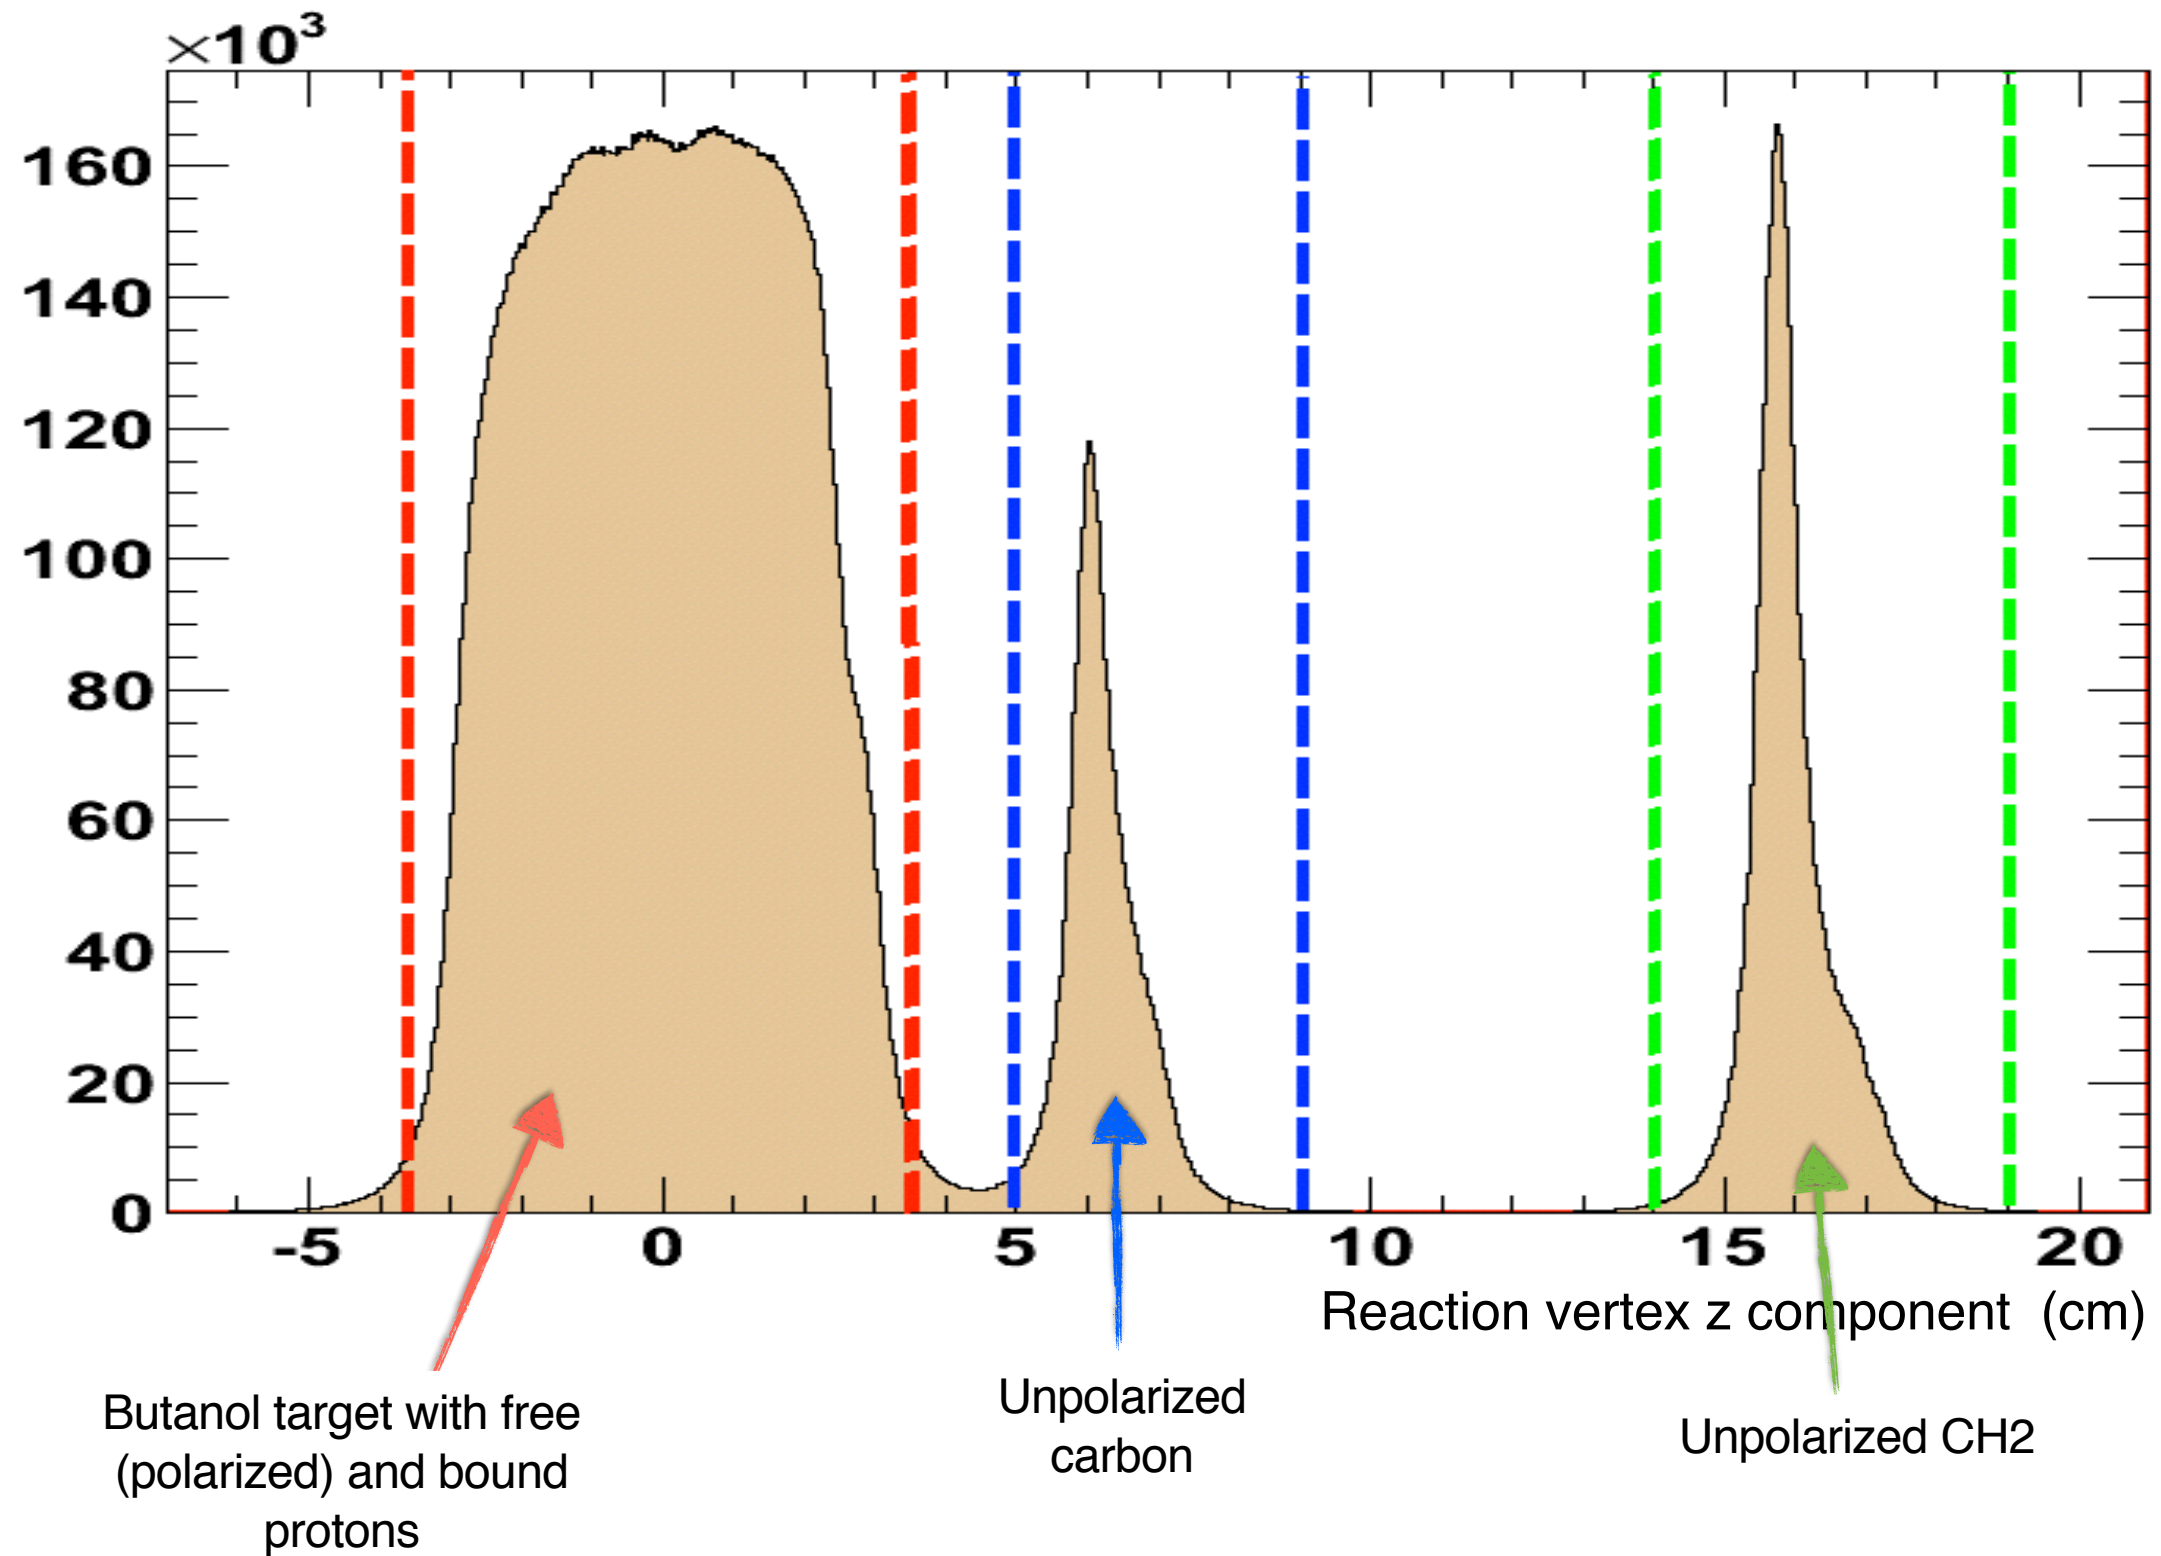 ×10³
160
140
120
100
80
60
40
20
0
-5 0 5 10 15 20
Reaction vertex z component (cm)
Butanol target with free
(polarized) and bound
protons
Unpolarized
carbon
Unpolarized CH2